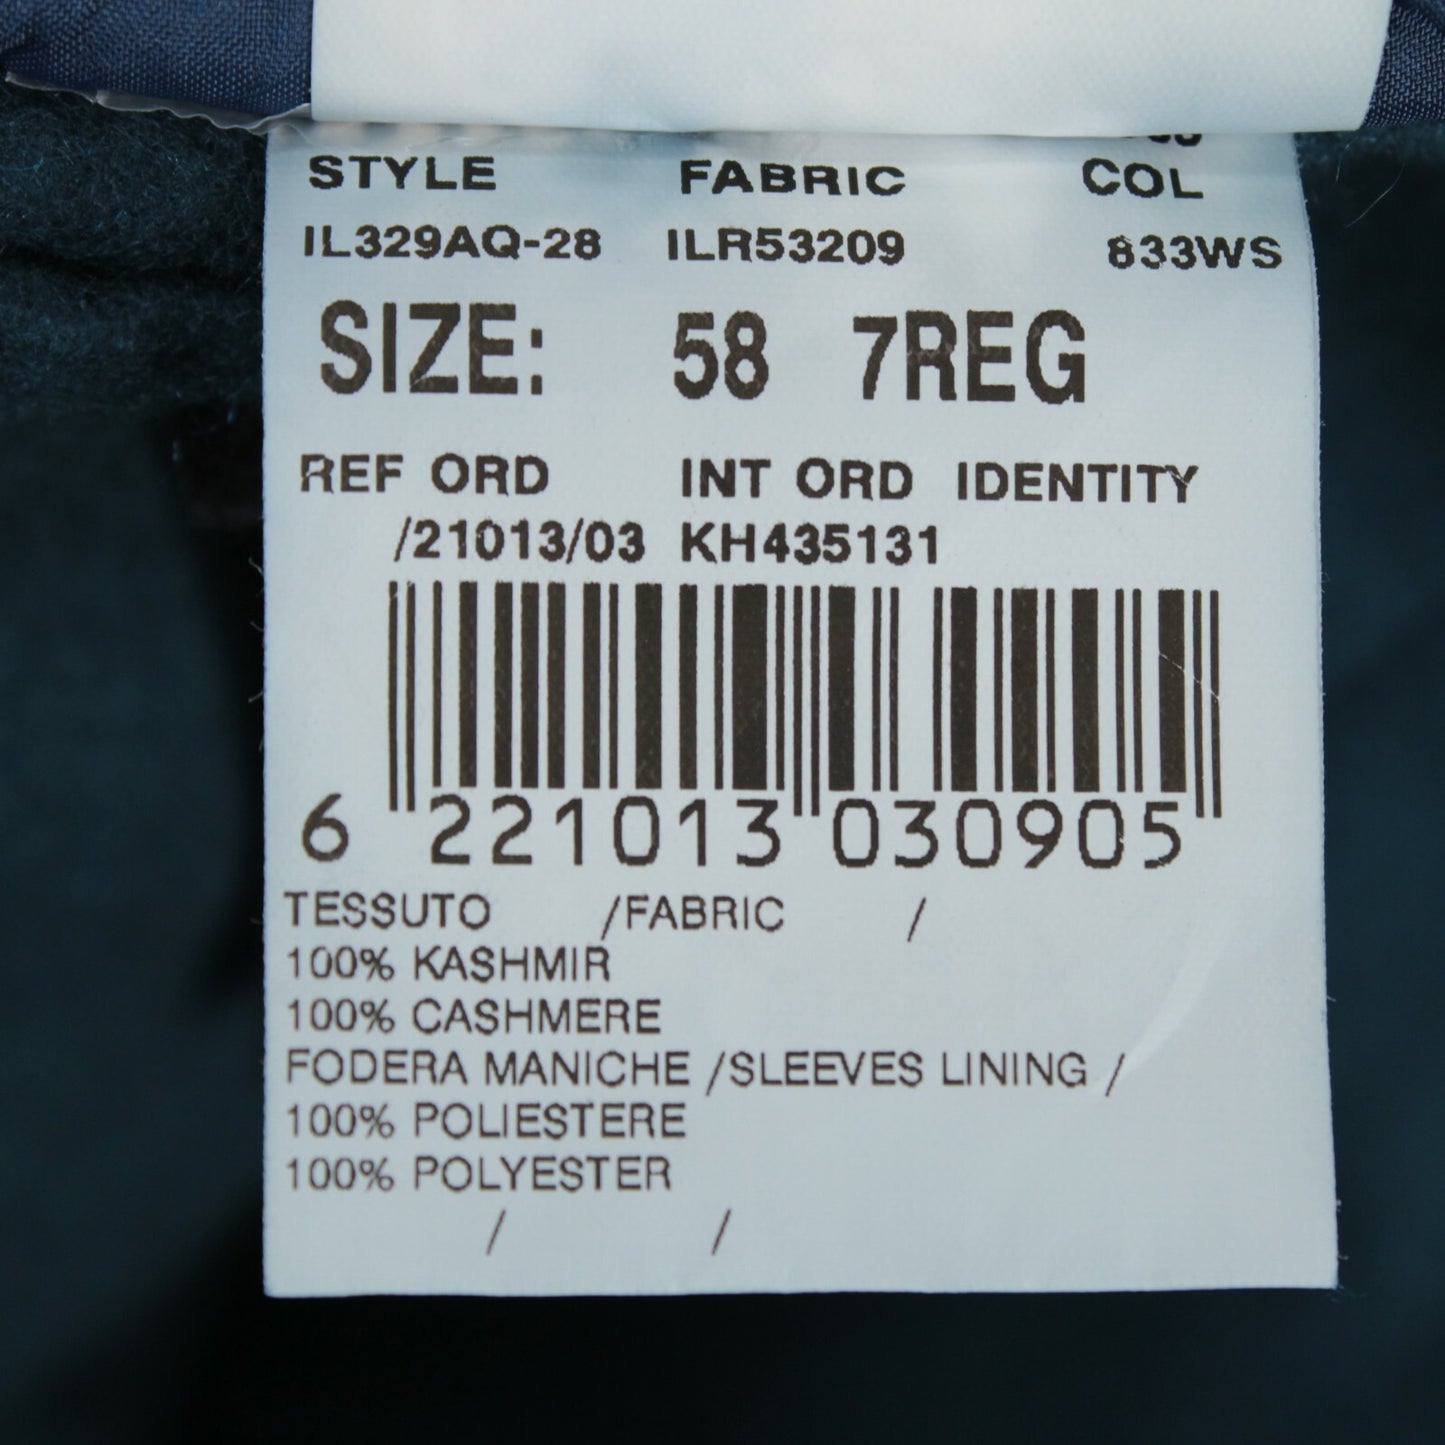 STYLE FABRIC COL
IL329AQ-28 ILR53209 833WS
SIZE: 58 7REG
REF ORD INT ORD IDENTITY
/21013/03 KH435131
6 221013 030905
TESSUTO /FABRIC /
100% KASHMIR
100% CASHMERE
FODERA MANICHE /SLEEVES LINING /
100% POLIESTERE
100% POLYESTER
/ /